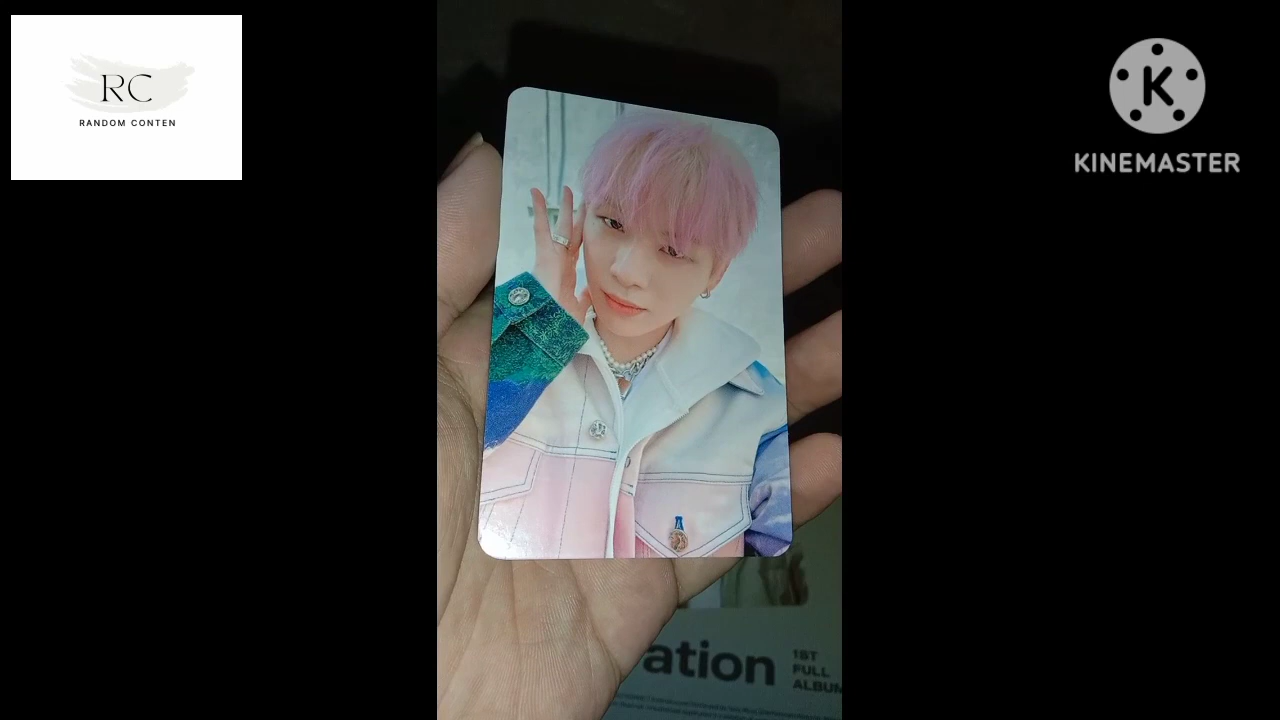 RC
RANDOM CONTEN
K
KINEMASTER
ation
1ST
FULL
ALBUM